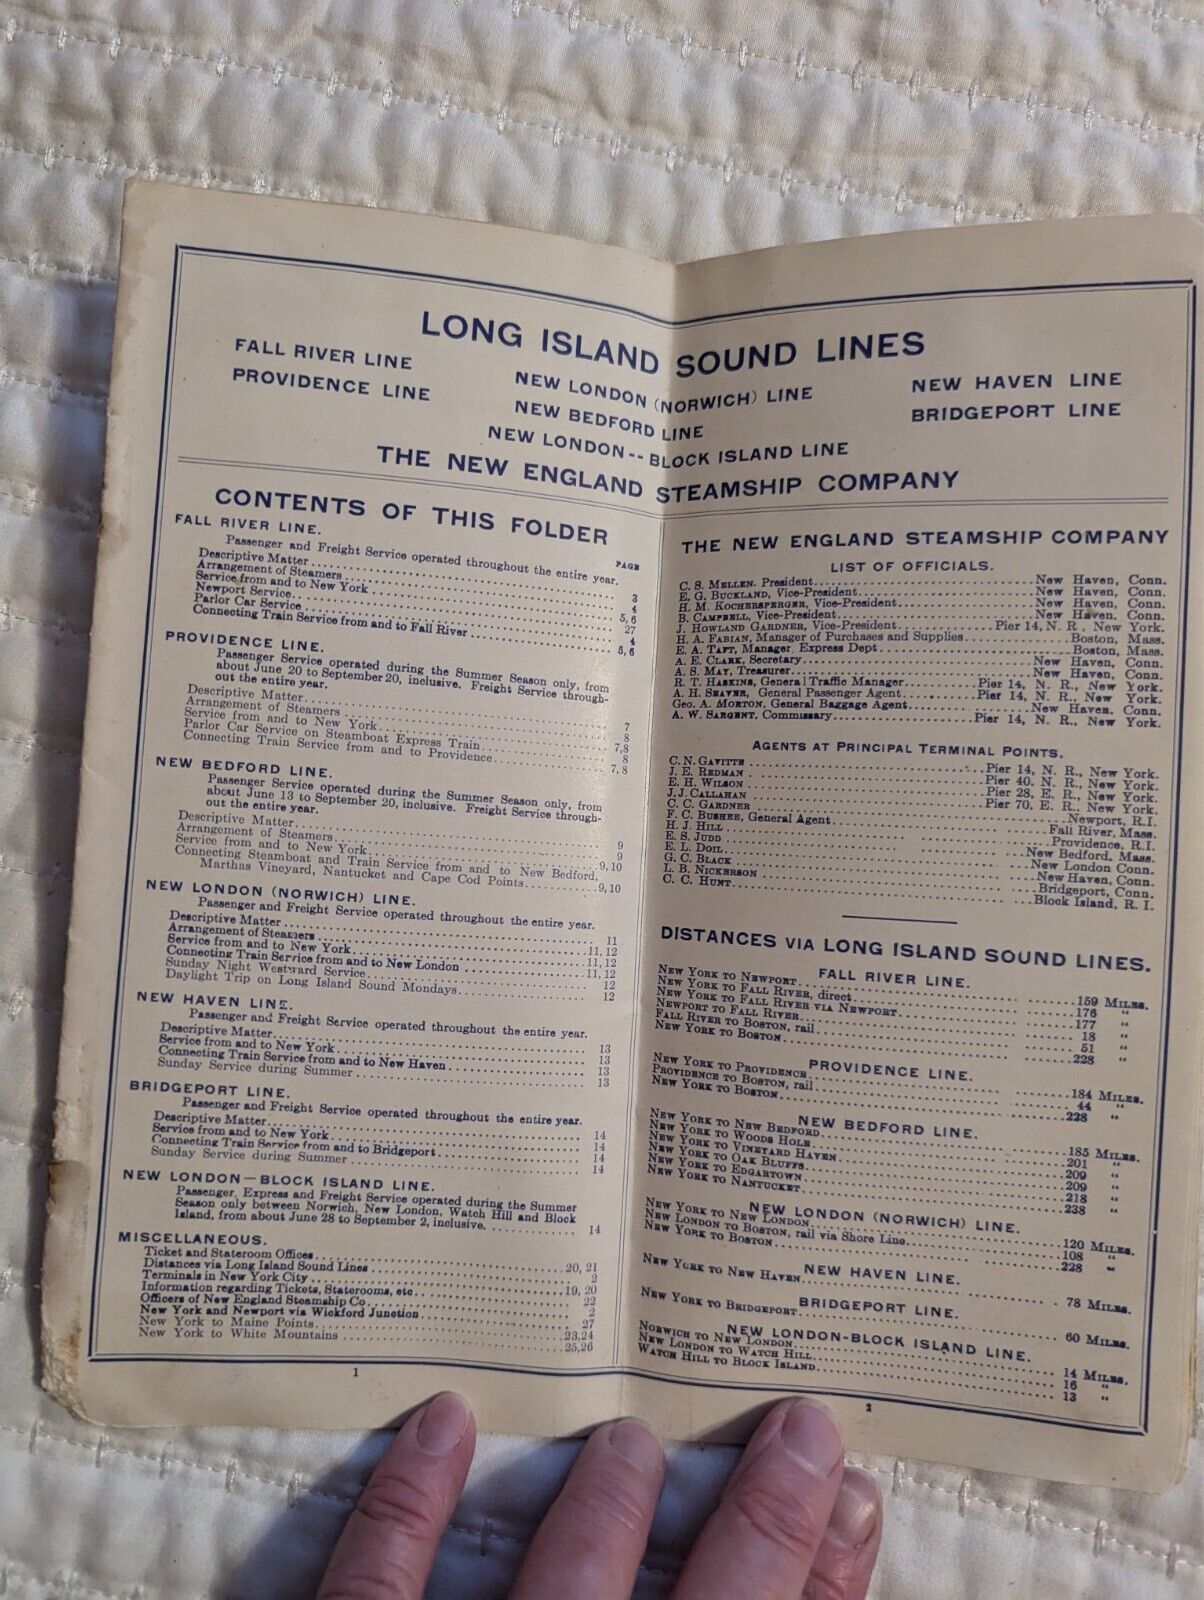 LONG ISLAND SOUND LINES
FALL RIVER LINE
PROVIDENCE LINE
NEW LONDON (NORWICH) LINE
NEW BEDFORD LINE
NEW LONDON--BLOCK ISLAND LINE
NEW HAVEN LINE
BRIDGEPORT LINE
THE NEW ENGLAND STEAMSHIP COMPANY
CONTENTS OF THIS FOLDER
FALL RIVER LINE.
PAGE
Passenger and Freight Service operated throughout the entire year.
Descriptive Matter 3
Arrangement of Steamers 4
Service from and to New York 5,6
Newport Service 27
Parlor Car Service 4
Connecting Train Service from and to Fall River 5,6
PROVIDENCE LINE.
Passenger Service operated during the Summer Season only, from
about June 20 to September 20, inclusive. Freight Service through-
out the entire year.
Descriptive Matter 7
Arrangement of Steamers 8
Service from and to New York 7,8
Parlor Car Service on Steamboat Express Train 8
Connecting Train Service from and to Providence 7,8
NEW BEDFORD LINE.
Passenger Service operated during the Summer Season only, from
about June 13 to September 20, inclusive. Freight Service through-
out the entire year.
Descriptive Matter 9
Arrangement of Steamers 9
Service from and to New York 9,10
Connecting Steamboat and Train Service from and to New Bedford,
Marthas Vineyard, Nantucket and Cape Cod Points 9,10
NEW LONDON (NORWICH) LINE.
Passenger and Freight Service operated throughout the entire year.
Descriptive Matter 11
Arrangement of Steamers 11,12
Service from and to New York 11,12
Connecting Train Service from and to New London 11,12
Sunday Night Westward Service 12
Daylight Trip on Long Island Sound Mondays 12
NEW HAVEN LINE.
Passenger and Freight Service operated throughout the entire year.
Descriptive Matter 13
Service from and to New York 13
Connecting Train Service from and to New Haven 13
Sunday Service during Summer 13
BRIDGEPORT LINE.
Passenger and Freight Service operated throughout the entire year.
Descriptive Matter 14
Service from and to New York 14
Connecting Train Service from and to Bridgeport 14
Sunday Service during Summer 14
NEW LONDON—BLOCK ISLAND LINE.
Passenger, Express and Freight Service operated during the Summer
Season only between Norwich, New London, Watch Hill and Block
Island, from about June 28 to September 2, inclusive. 14
MISCELLANEOUS.
Ticket and Stateroom Offices 20, 21
Distances via Long Island Sound Lines 2
Terminals in New York City 19, 20
Information regarding Tickets, Staterooms, etc 22
Officers of New England Steamship Co. 2
New York and Newport via Wickford Junction 27
New York to Maine Points 23,24
New York to White Mountains 25,26
1
THE NEW ENGLAND STEAMSHIP COMPANY
LIST OF OFFICIALS.
C. S. MELLEN, President New Haven, Conn.
E. G. BUCKLAND, Vice-President New Haven, Conn.
H. M. KOCHERSPERGER, Vice-President New Haven, Conn.
B. CAMPBELL, Vice-President New Haven, Conn.
J. HOWLAND GARDNER, Vice-President Pier 14, N. R., New York.
H. A. FABIAN, Manager of Purchases and Supplies Boston, Mass.
E. A. TAFT, Manager, Express Dept Boston, Mass.
A. E. CLARK, Secretary New Haven, Conn.
A. S. MAY, Treasurer New Haven, Conn.
R. T. HASKINS, General Traffic Manager Pier 14, N. R., New York.
A. H. SEAVER, General Passenger Agent Pier 14, N. R., New York.
GEO. A. MORTON, General Baggage Agent New Haven, Conn.
A. W. SARGENT, Commissary Pier 14, N. R., New York.
AGENTS AT PRINCIPAL TERMINAL POINTS.
C. N. GAVITTE Pier 14, N. R., New York.
J. E. REDMAN Pier 40, N. R., New York.
E. H. WILSON Pier 28, E. R., New York.
J. J. CALLAHAN Pier 70, E. R., New York.
C. C. GARDNER Newport, R.I.
F. C. BUSHEE, General Agent Fall River, Mass.
H. J. HILL Providence, R.I.
E. S. JUDD New Bedford, Mass.
E. L. DOIL New London Conn.
G. C. BLACK New Haven, Conn.
L. B. NICKERSON Bridgeport, Conn.
C. C. HUNT Block Island, R. I.
DISTANCES VIA LONG ISLAND SOUND LINES.
FALL RIVER LINE.
NEW YORK TO NEWPORT 159 MILES.
NEW YORK TO FALL RIVER, direct 176 "
NEW YORK TO FALL RIVER VIA NEWPORT 177 "
NEWPORT TO FALL RIVER 18 "
FALL RIVER TO BOSTON, rail 51 "
NEW YORK TO BOSTON 228 "
PROVIDENCE LINE.
NEW YORK TO PROVIDENCE 184 MILES.
PROVIDENCE TO BOSTON, rail 44 "
NEW YORK TO BOSTON 228 "
NEW BEDFORD LINE.
NEW YORK TO NEW BEDFORD 185 MILES.
NEW YORK TO WOODS HOLE 201 "
NEW YORK TO VINEYARD HAVEN 209 "
NEW YORK TO OAK BLUFFS 209 "
NEW YORK TO EDGARTOWN 218 "
NEW YORK TO NANTUCKET 238 "
NEW LONDON (NORWICH) LINE.
NEW YORK TO NEW LONDON 120 MILES.
NEW LONDON TO BOSTON, rail via Shore Line 108 "
NEW YORK TO BOSTON 228 "
NEW HAVEN LINE.
NEW YORK TO NEW HAVEN 78 MILES.
BRIDGEPORT LINE.
NEW YORK TO BRIDGEPORT 60 MILES.
NEW LONDON-BLOCK ISLAND LINE.
NORWICH TO NEW LONDON 14 MILES.
NEW LONDON TO WATCH HILL 16 "
WATCH HILL TO BLOCK ISLAND 13 "
2